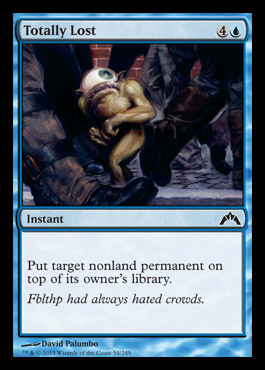 Totally Lost 4
Instant
Put target nonland permanent on
top of its owner's library.
Fblthp had always hated crowds.
David Palumbo
™ & © 2013 Wizards of the Coast 54/249